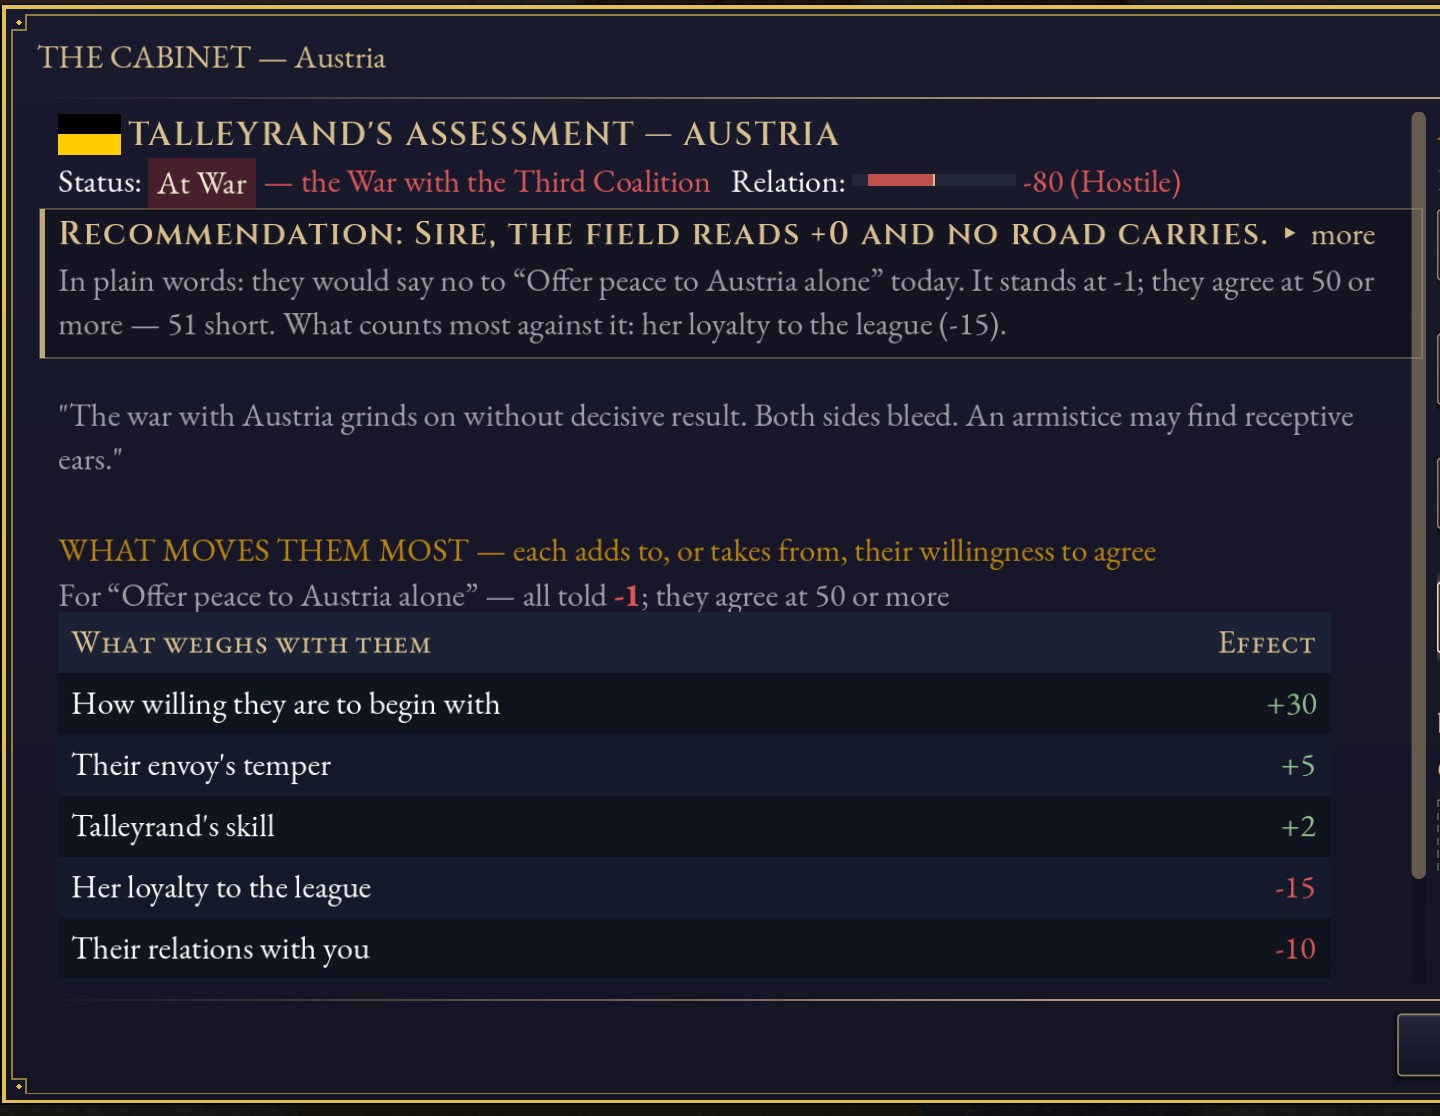 THE CABINET — Austria
TALLEYRAND'S ASSESSMENT — AUSTRIA
Status: At War — the War with the Third Coalition Relation: -80 (Hostile)
RECOMMENDATION: SIRE, THE FIELD READS +0 AND NO ROAD CARRIES. ▸ more
In plain words: they would say no to “Offer peace to Austria alone” today. It stands at -1; they agree at 50 or
more — 51 short. What counts most against it: her loyalty to the league (-15).
"The war with Austria grinds on without decisive result. Both sides bleed. An armistice may find receptive
ears."
WHAT MOVES THEM MOST — each adds to, or takes from, their willingness to agree
For “Offer peace to Austria alone” — all told -1; they agree at 50 or more
WHAT WEIGHS WITH THEM EFFECT
How willing they are to begin with +30
Their envoy's temper +5
Talleyrand's skill +2
Her loyalty to the league -15
Their relations with you -10